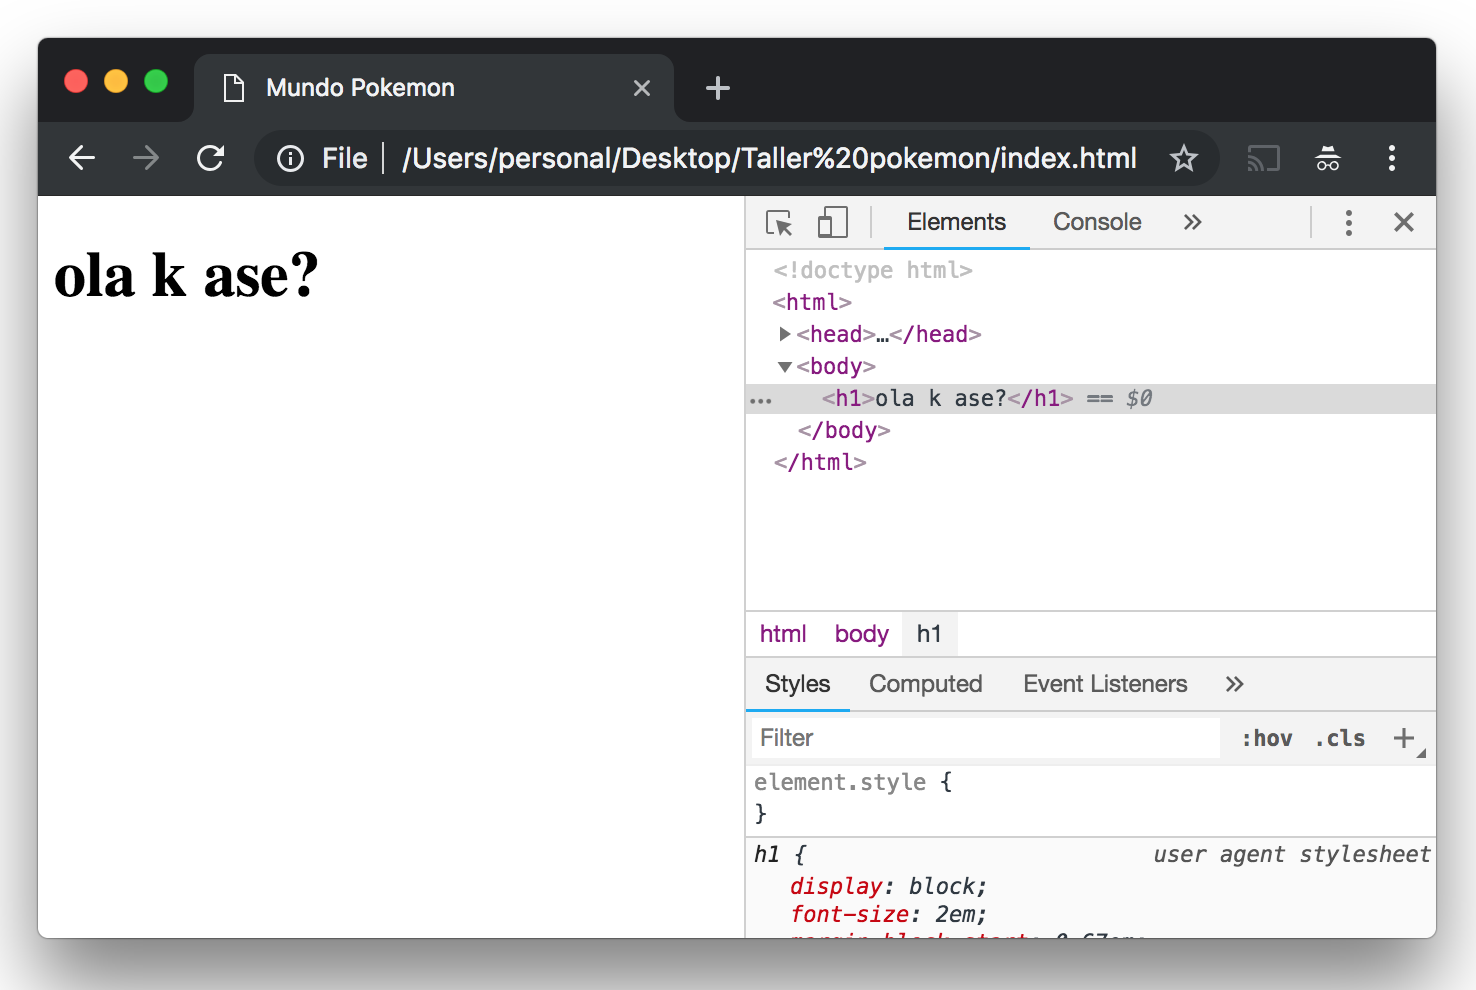 Mundo Pokemon
File /Users/personal/Desktop/Taller%20pokemon/index.html
ola k ase?
Elements Console
<!doctype html>
<html>
<head>…</head>
<body>
<h1>ola k ase?</h1> == $0
</body>
</html>
html body h1
Styles Computed Event Listeners
Filter :hov .cls
element.style {
}
h1 { user agent stylesheet
display: block;
font-size: 2em;